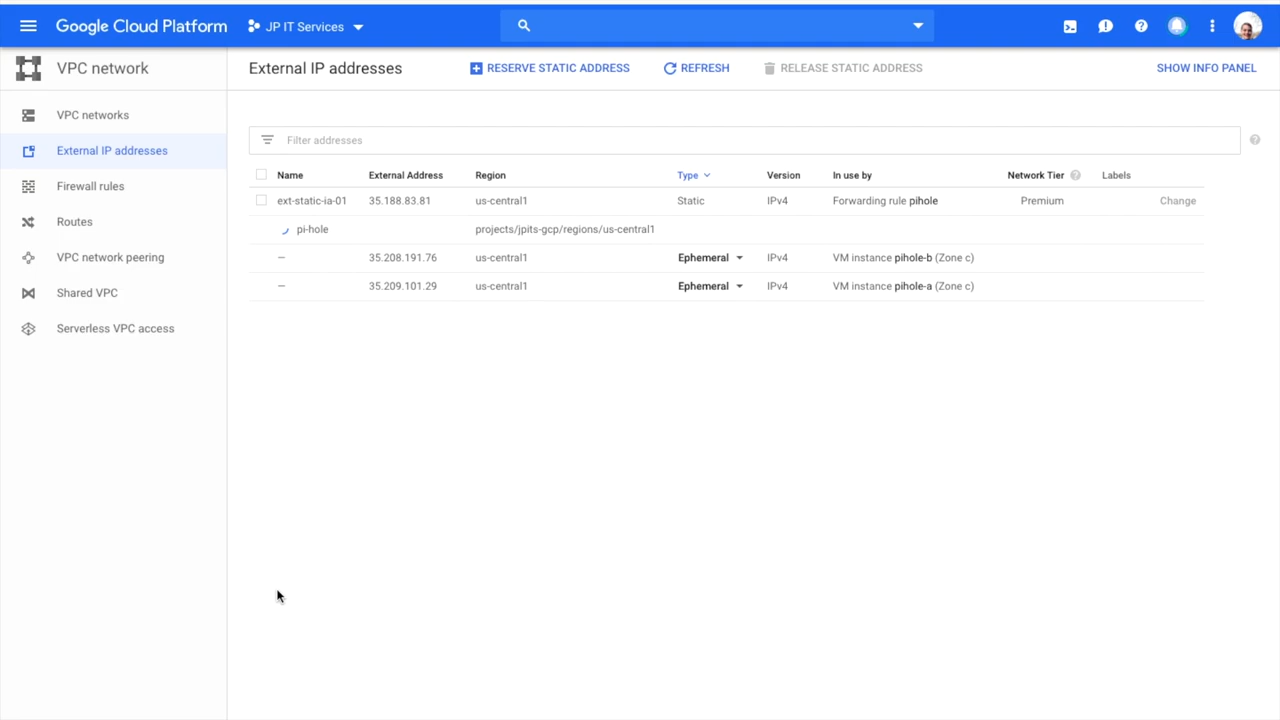 Google Cloud Platform JP IT Services
VPC network External IP addresses RESERVE STATIC ADDRESS REFRESH RELEASE STATIC ADDRESS SHOW INFO PANEL
VPC networks
External IP addresses
Firewall rules
Routes
VPC network peering
Shared VPC
Serverless VPC access
Filter addresses
Name External Address Region Type Version In use by Network Tier Labels
ext-static-ia-01 35.188.83.81 us-central1 Static IPv4 Forwarding rule pihole Premium Change
pi-hole projects/jpits-gcp/regions/us-central1
— 35.208.191.76 us-central1 Ephemeral IPv4 VM instance pihole-b (Zone c)
— 35.209.101.29 us-central1 Ephemeral IPv4 VM instance pihole-a (Zone c)